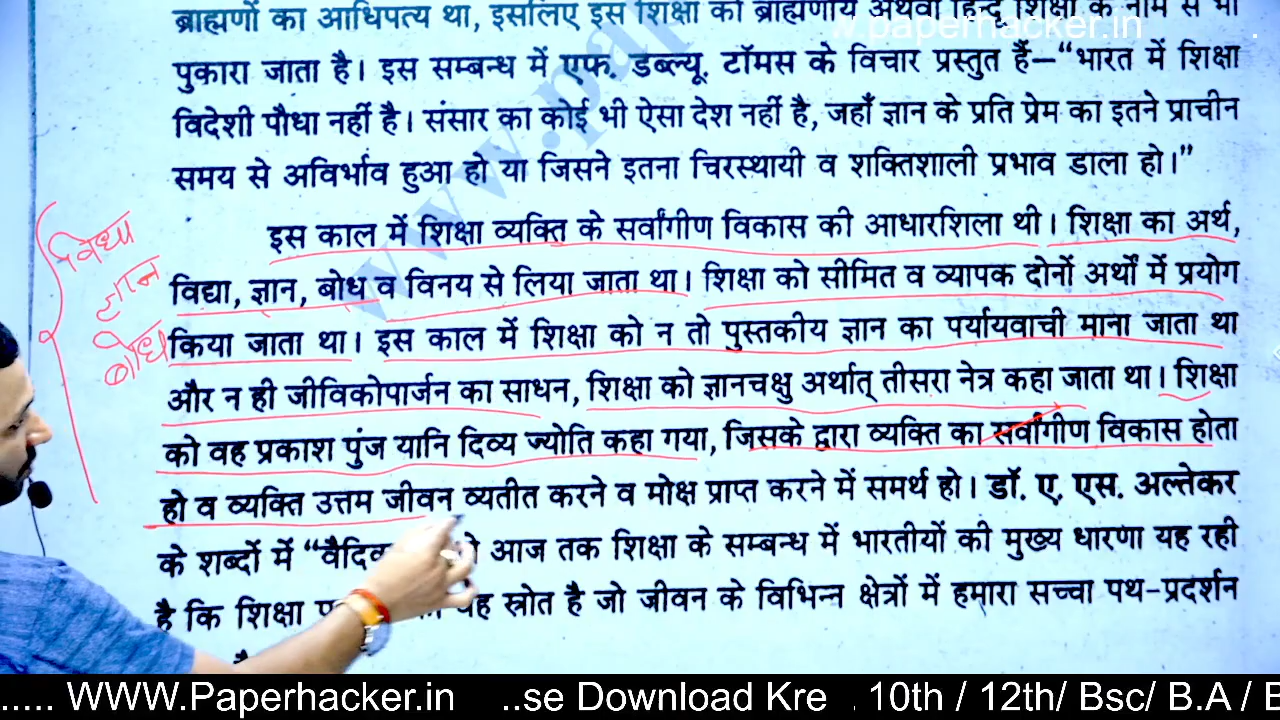 ब्राह्मणों का आधिपत्य था, इसलिए इस शिक्षा को ब्राह्मणीय अथवा हिन्दू शिक्षा के नाम से भी
w.paperhacker.in
पुकारा जाता है। इस सम्बन्ध में एफ. डब्ल्यू. टॉमस के विचार प्रस्तुत हैं–“भारत में शिक्षा
विदेशी पौधा नहीं है। संसार का कोई भी ऐसा देश नहीं है, जहाँ ज्ञान के प्रति प्रेम का इतने प्राचीन
समय से अविर्भाव हुआ हो या जिसने इतना चिरस्थायी व शक्तिशाली प्रभाव डाला हो।”
इस काल में शिक्षा व्यक्ति के सर्वांगीण विकास की आधारशिला थी। शिक्षा का अर्थ,
विद्या, ज्ञान, बोध व विनय से लिया जाता था। शिक्षा को सीमित व व्यापक दोनों अर्थों में प्रयोग
किया जाता था। इस काल में शिक्षा को न तो पुस्तकीय ज्ञान का पर्यायवाची माना जाता था
और न ही जीविकोपार्जन का साधन, शिक्षा को ज्ञानचक्षु अर्थात् तीसरा नेत्र कहा जाता था। शिक्षा
को वह प्रकाश पुंज यानि दिव्य ज्योति कहा गया, जिसके द्वारा व्यक्ति का सर्वांगीण विकास होता
हो व व्यक्ति उत्तम जीवन व्यतीत करने व मोक्ष प्राप्त करने में समर्थ हो। डॉ. ए. एस. अल्तेकर
के शब्दों में “वैदिक आज तक शिक्षा के सम्बन्ध में भारतीयों की मुख्य धारणा यह रही
है कि शिक्षा वह स्रोत है जो जीवन के विभिन्न क्षेत्रों में हमारा सच्चा पथ-प्रदर्शन
विधा
ज्ञान
बोध
..... WWW.Paperhacker.in ..se Download Kre . 10th / 12th/ Bsc/ B.A /